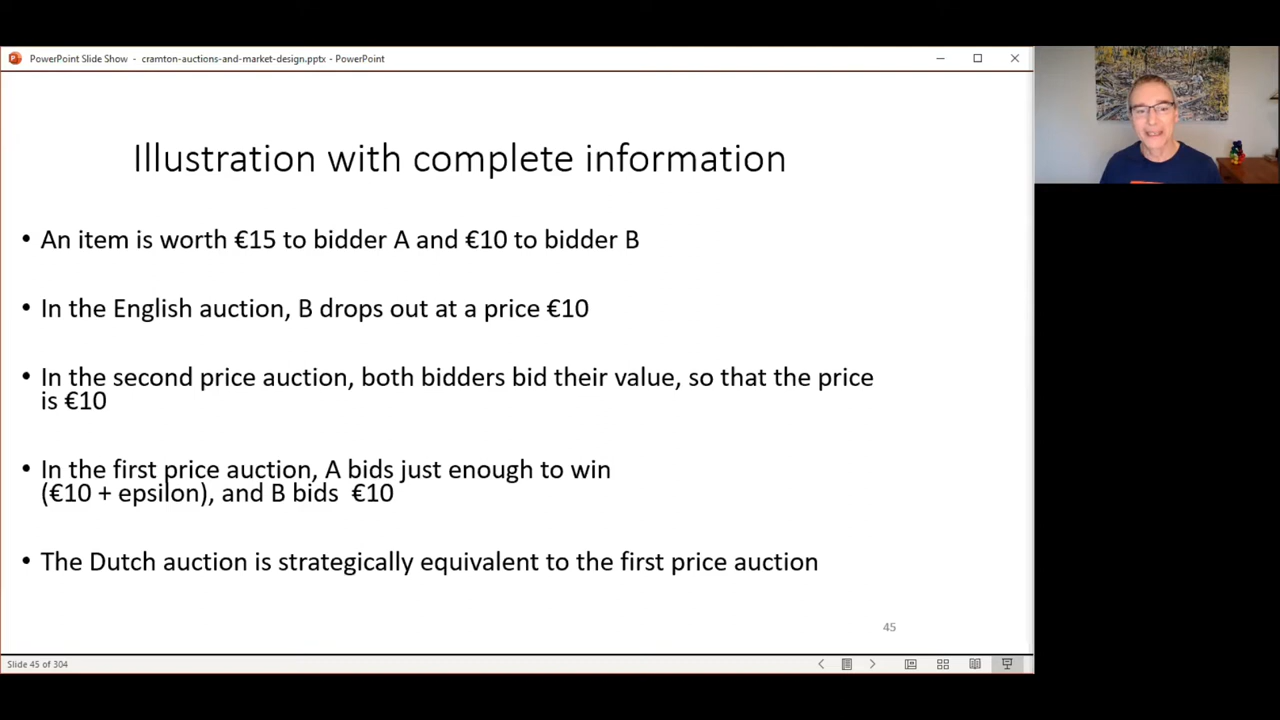 PowerPoint Slide Show - cramton-auctions-and-market-design.pptx - PowerPoint
Illustration with complete information
• An item is worth €15 to bidder A and €10 to bidder B
• In the English auction, B drops out at a price €10
• In the second price auction, both bidders bid their value, so that the price
is €10
• In the first price auction, A bids just enough to win
(€10 + epsilon), and B bids €10
• The Dutch auction is strategically equivalent to the first price auction
45
Slide 45 of 304